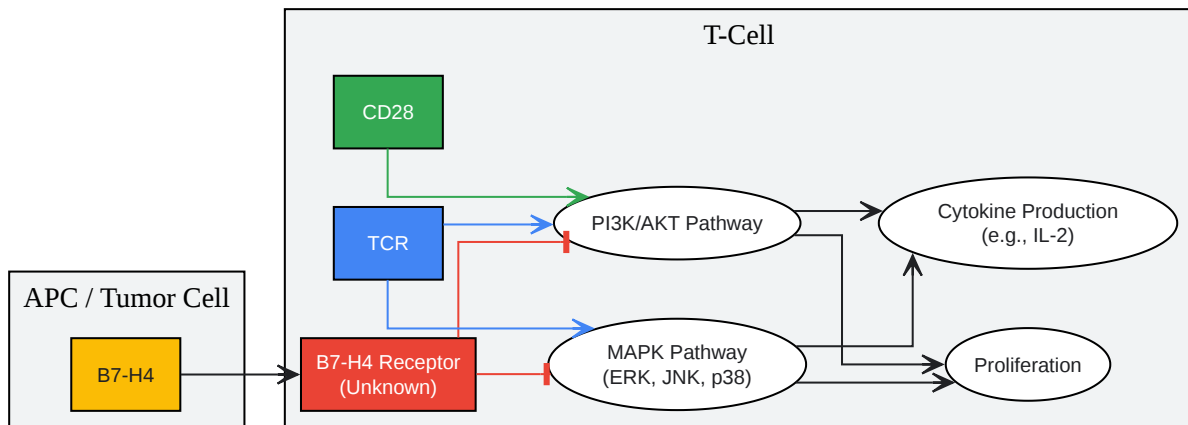 T-Cell
CD28
TCR
PI3K/AKT Pathway
Cytokine Production
(e.g., IL-2)
APC / Tumor Cell
B7-H4
B7-H4 Receptor
(Unknown)
MAPK Pathway
(ERK, JNK, p38)
Proliferation